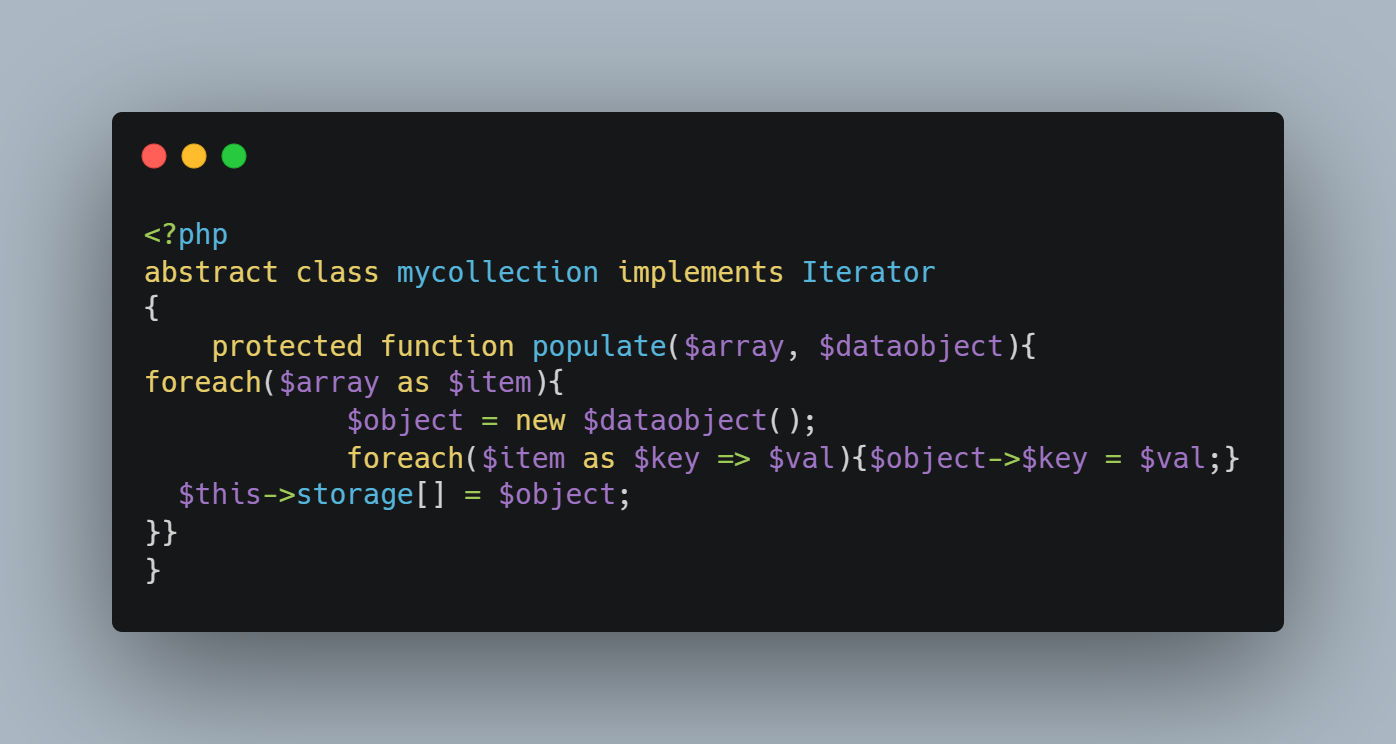 <?php
abstract class mycollection implements Iterator
{
    protected function populate($array, $dataobject){
foreach($array as $item){
            $object = new $dataobject();
            foreach($item as $key => $val){$object->$key = $val;}
  $this->storage[] = $object;
}}
}